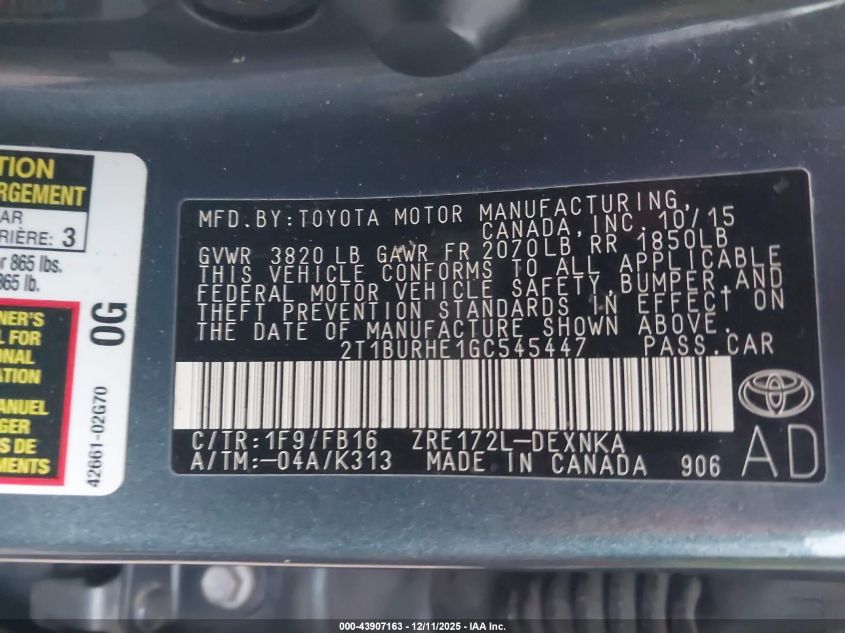 TION
RGEMENT
AR
RIÈRE: 3
r 865 lbs.
865 lb.
NER'S
L FOR
ONAL
ATION
ANUEL
GER
S DE
EMENTS
0G
42661-02G70
MFD.BY:TOYOTA MOTOR MANUFACTURING,
CANADA,INC. 10/15
GVWR 3820 LB GAWR FR 2070LB RR 1850LB
THIS VEHICLE CONFORMS TO ALL APPLICABLE
FEDERAL MOTOR VEHICLE SAFETY,BUMPER,AND
THEFT PREVENTION STANDARDS IN EFFECT ON
THE DATE OF MANUFACTURE SHOWN ABOVE.
2T1BURHE1GC545447 PASS.CAR
C/TR:1F9/FB16 ZRE172L-DEXNKA
A/TM:-04A/K313 MADE IN CANADA 906
AD
000-43907163 - 12/11/2025 - IAA Inc.